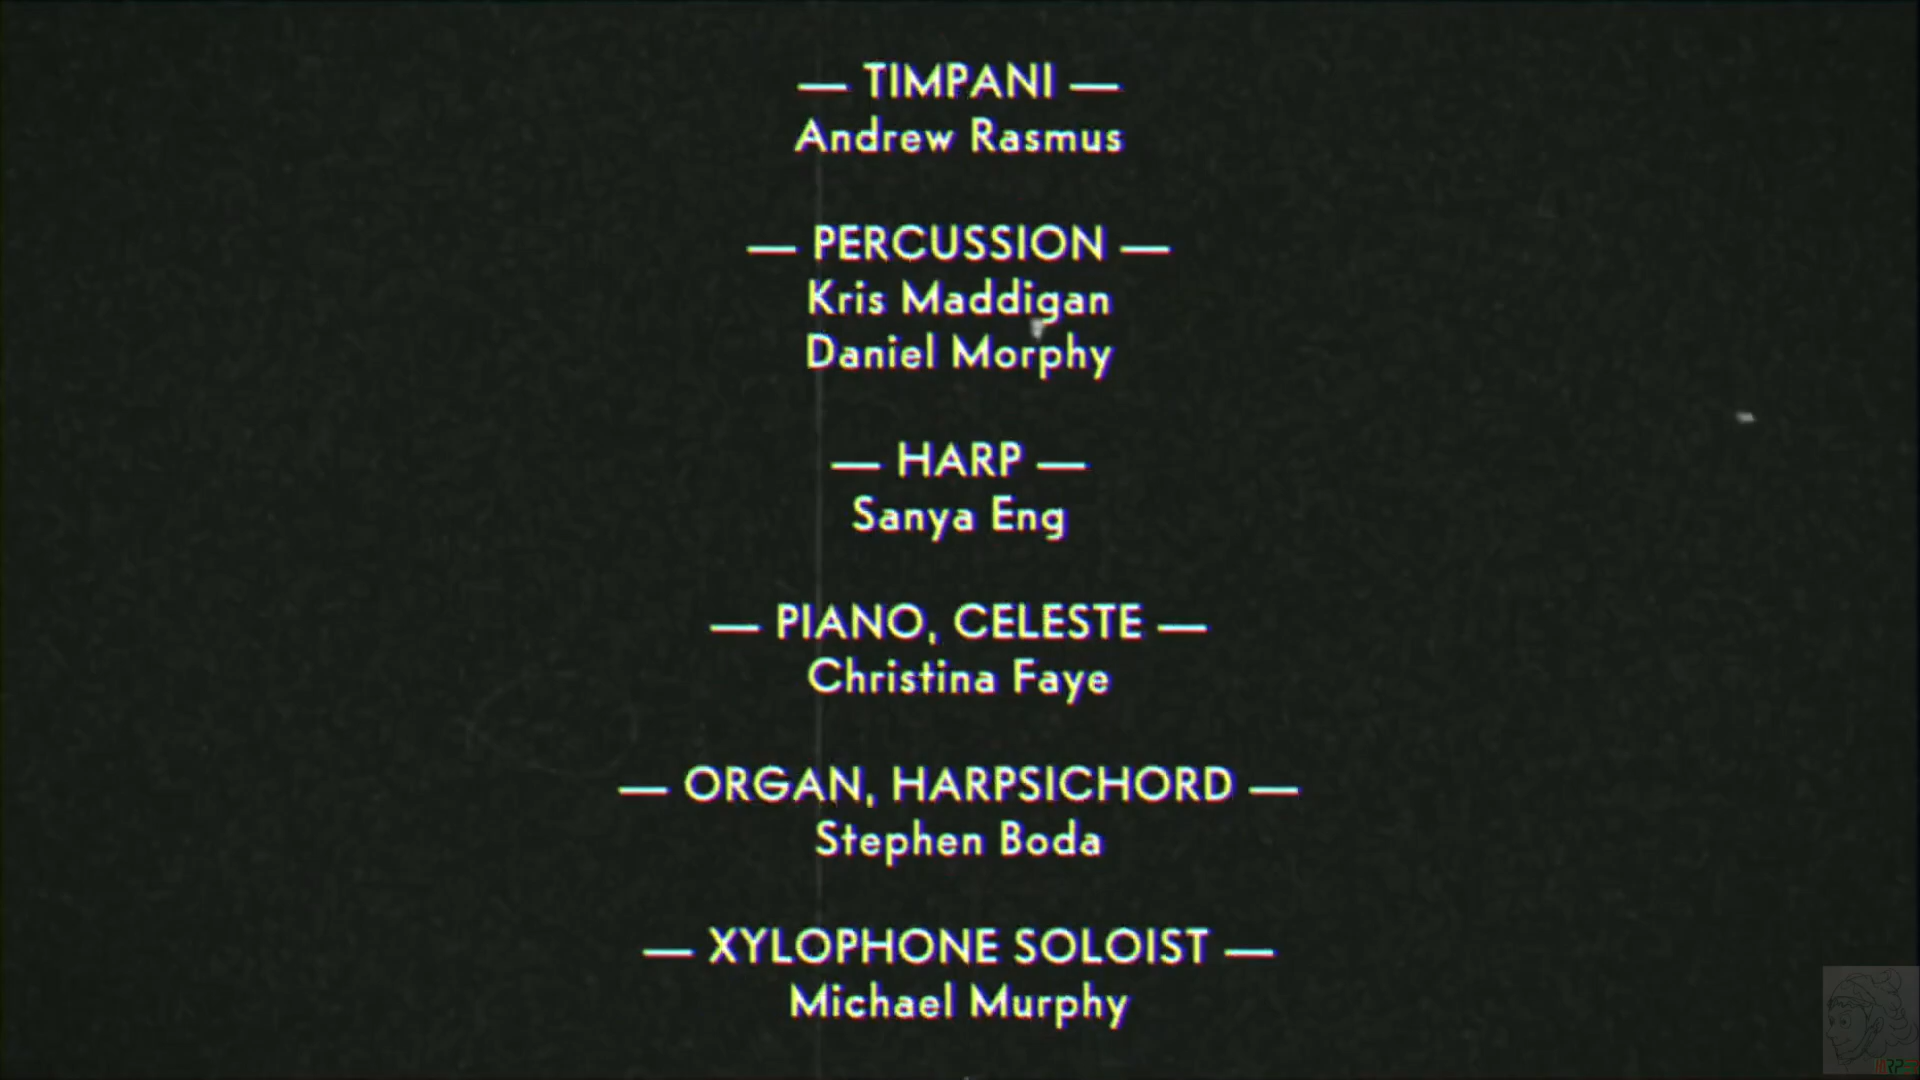 — TIMPANI —
Andrew Rasmus
— PERCUSSION —
Kris Maddigan
Daniel Morphy
— HARP —
Sanya Eng
— PIANO, CELESTE —
Christina Faye
— ORGAN, HARPSICHORD —
Stephen Boda
— XYLOPHONE SOLOIST —
Michael Murphy